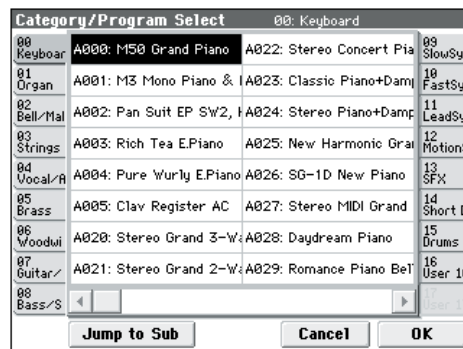 Category/Program Select 00: Keyboard
00
Keyboar
01
Organ
02
Bell/Mal
03
Strings
04
Vocal/A
05
Brass
06
Woodwi
07
Guitar/
08
Bass/S
A000: M50 Grand Piano
A001: M3 Mono Piano &
A002: Pan Suit EP SW2,
A003: Rich Tea E.Piano
A004: Pure Wurly E.Piano
A005: Clav Register AC
A020: Stereo Grand 3-Wa
A021: Stereo Grand 2-Wa
A022: Stereo Concert Pia
A023: Classic Piano+Damp
A024: Stereo Piano+Damp
A025: New Harmonic Gra
A026: SG-1D New Piano
A027: Stereo MIDI Grand
A028: Daydream Piano
A029: Romance Piano Bel
09
SlowSy
10
FastSy
11
LeadSy
12
Motion
13
SFX
14
Short
15
Drums
16
User 1
17
User 1
Jump to Sub
Cancel
OK